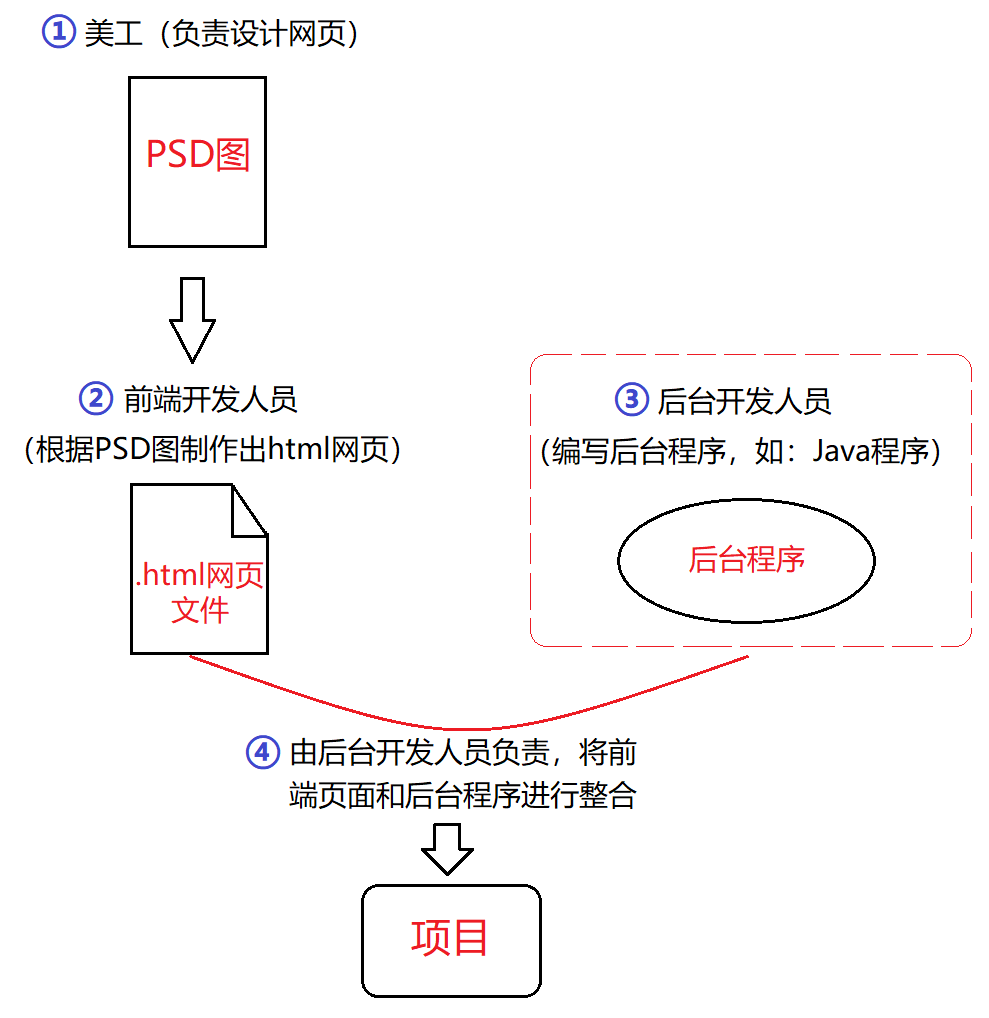 ① 美工（负责设计网页）
PSD图
② 前端开发人员
（根据PSD图制作出html网页）
.html网页
文件
③ 后台开发人员
（编写后台程序，如：Java程序）
后台程序
④ 由后台开发人员负责，将前
端页面和后台程序进行整合
项目